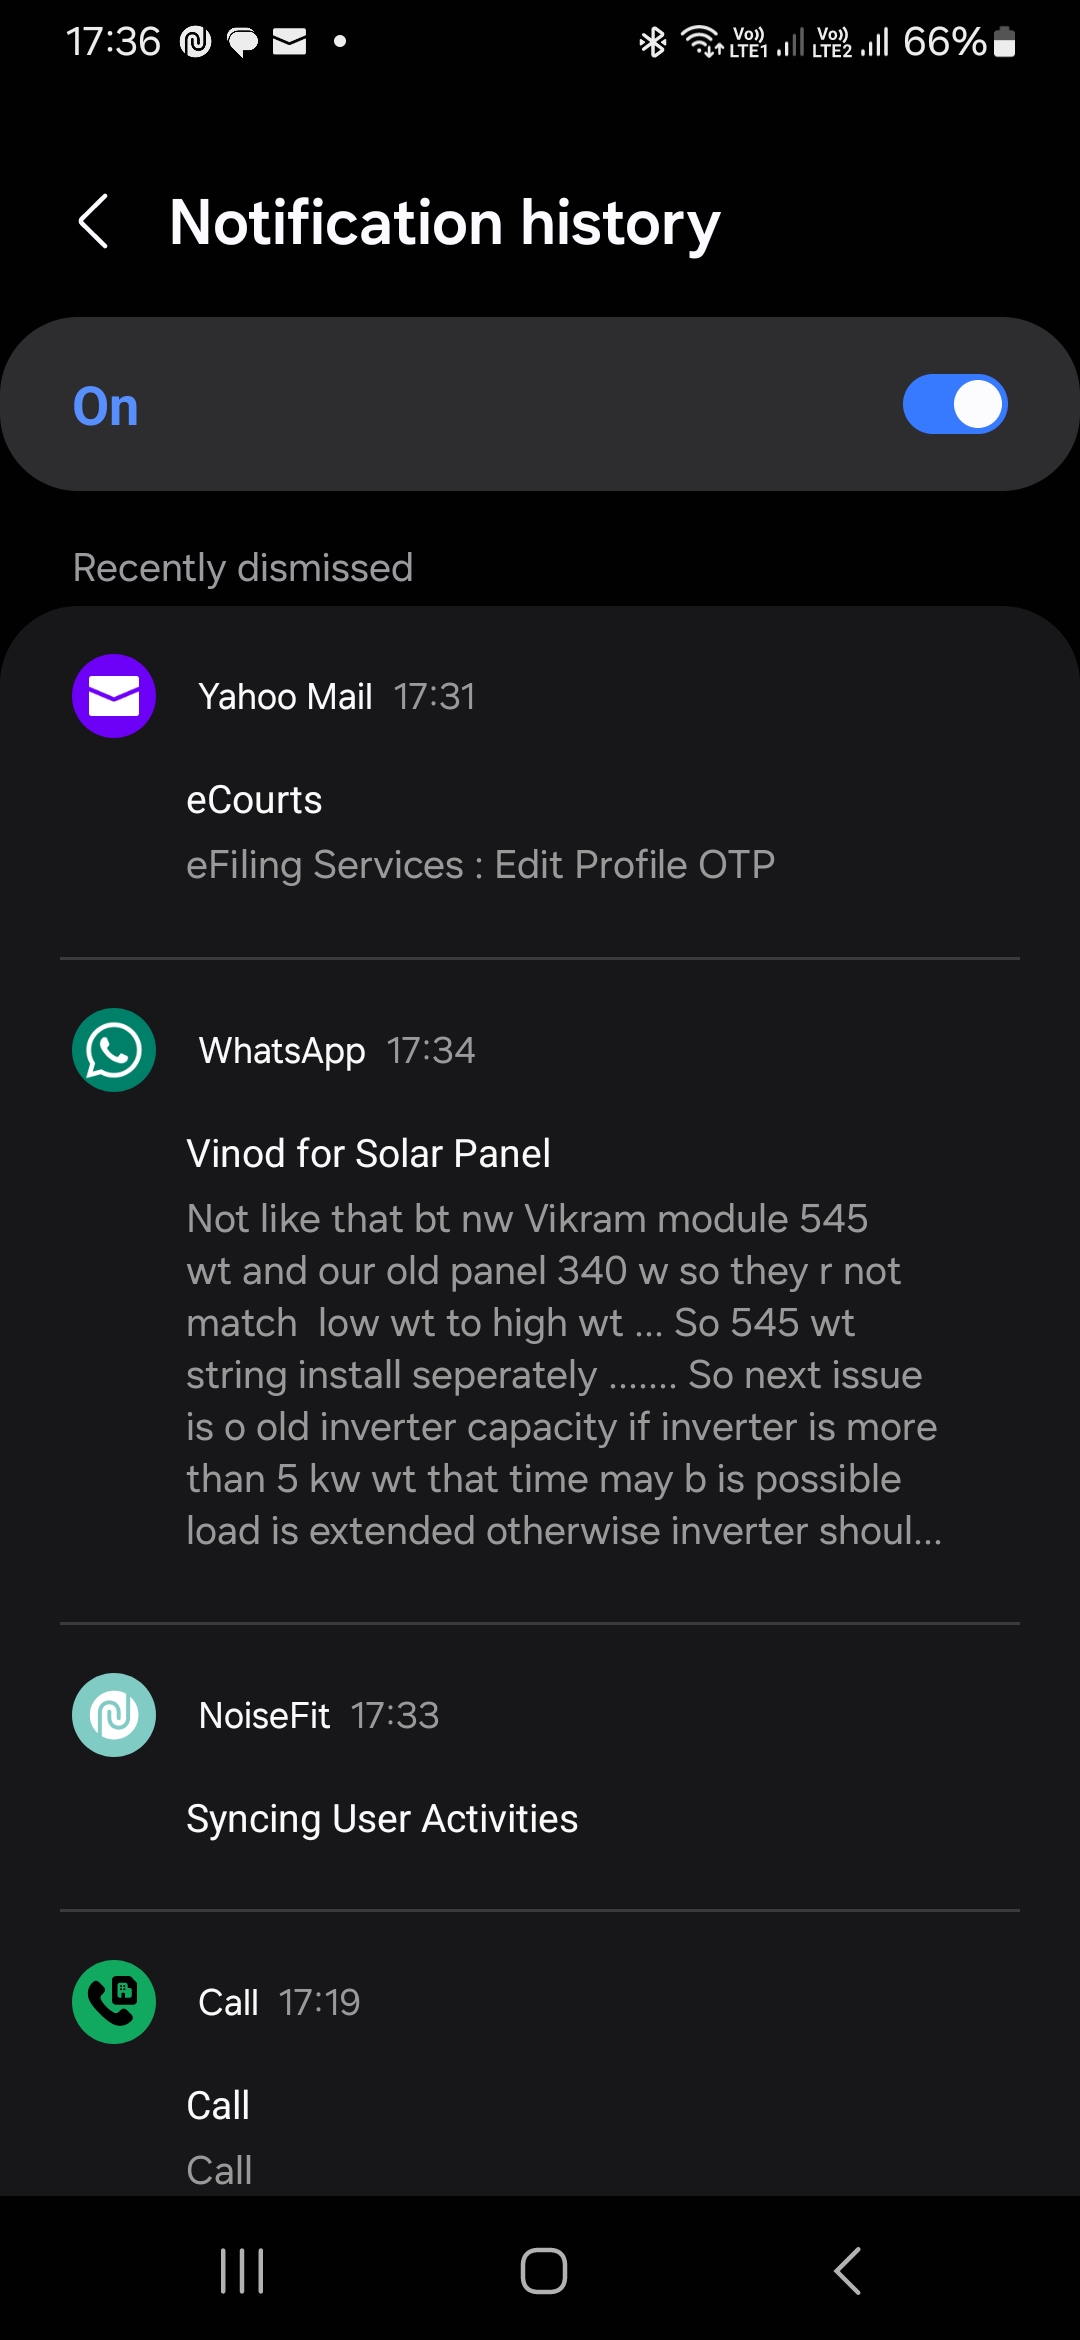 17:36 Vo)) LTE1 Vo)) LTE2 66%
Notification history
On
Recently dismissed
Yahoo Mail 17:31
eCourts
eFiling Services : Edit Profile OTP
WhatsApp 17:34
Vinod for Solar Panel
Not like that bt nw Vikram module 545
wt and our old panel 340 w so they r not
match  low wt to high wt ... So 545 wt
string install seperately ....... So next issue
is o old inverter capacity if inverter is more
than 5 kw wt that time may b is possible
load is extended otherwise inverter shoul...
NoiseFit 17:33
Syncing User Activities
Call 17:19
Call
Call